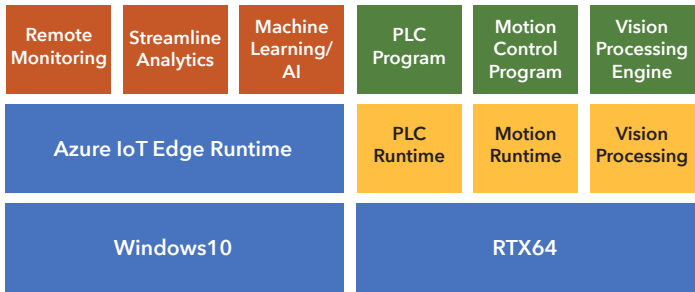 Remote
Monitoring
Streamline
Analytics
Machine
Learning/
AI
PLC
Program
Motion
Control
Program
Vision
Processing
Engine
Azure IoT Edge Runtime
PLC
Runtime
Motion
Runtime
Vision
Processing
Windows10
RTX64